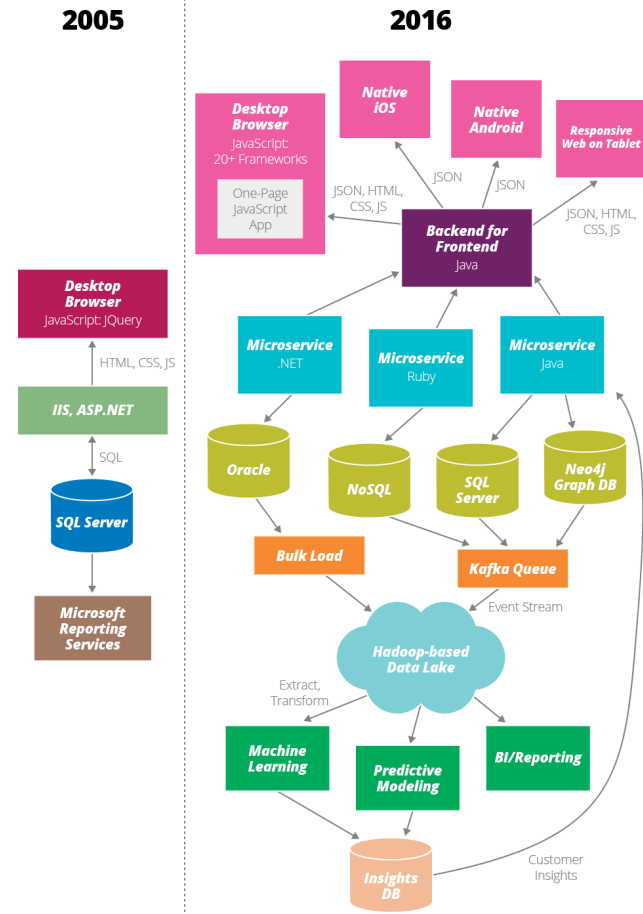 2005
Desktop
Browser
JavaScript: JQuery
HTML, CSS, JS
IIS, ASP.NET
SQL
SQL Server
Microsoft
Reporting
Services
2016
Desktop
Browser
JavaScript:
20+ Frameworks
One-Page
JavaScript
App
Native
iOS
Native
Android
Responsive
Web on Tablet
JSON, HTML,
CSS, JS
JSON
JSON
JSON, HTML,
CSS, JS
Backend for
Frontend
Java
Microservice
.NET
Microservice
Ruby
Microservice
Java
Oracle
NoSQL
SQL
Server
Neo4j
Graph DB
Bulk Load
Kafka Queue
Event Stream
Hadoop-based
Data Lake
Extract,
Transform
Machine
Learning
Predictive
Modeling
BI/Reporting
Insights
DB
Customer
Insights